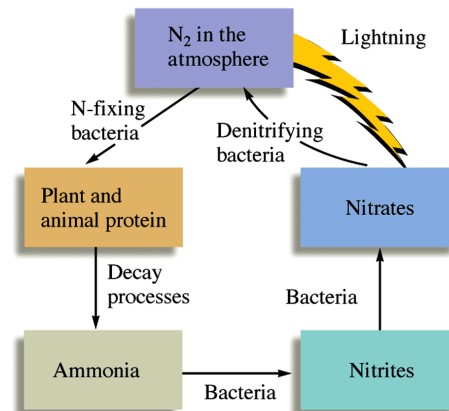 N₂ in the
atmosphere
Lightning
N-fixing
bacteria
Denitrifying
bacteria
Plant and
animal protein
Nitrates
Decay
processes
Bacteria
Ammonia
Bacteria
Nitrites